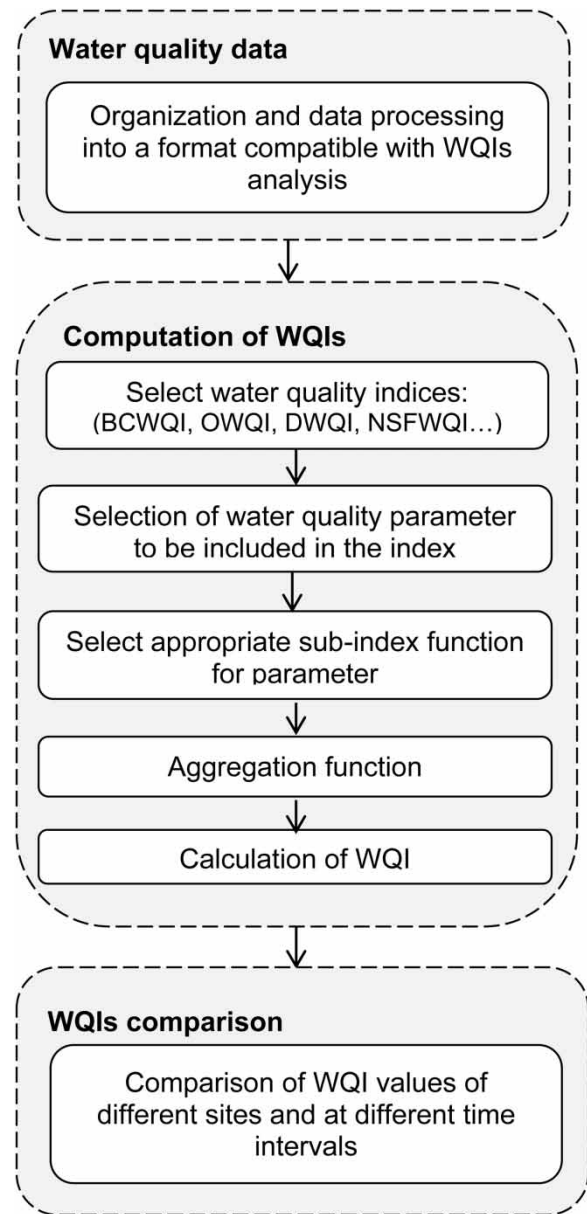 Water quality data
Organization and data processing
into a format compatible with WQIs
analysis
Computation of WQIs
Select water quality indices:
(BCWQI, OWQI, DWQI, NSFWQI…)
Selection of water quality parameter
to be included in the index
Select appropriate sub-index function
for parameter
Aggregation function
Calculation of WQI
WQIs comparison
Comparison of WQI values of
different sites and at different time
intervals